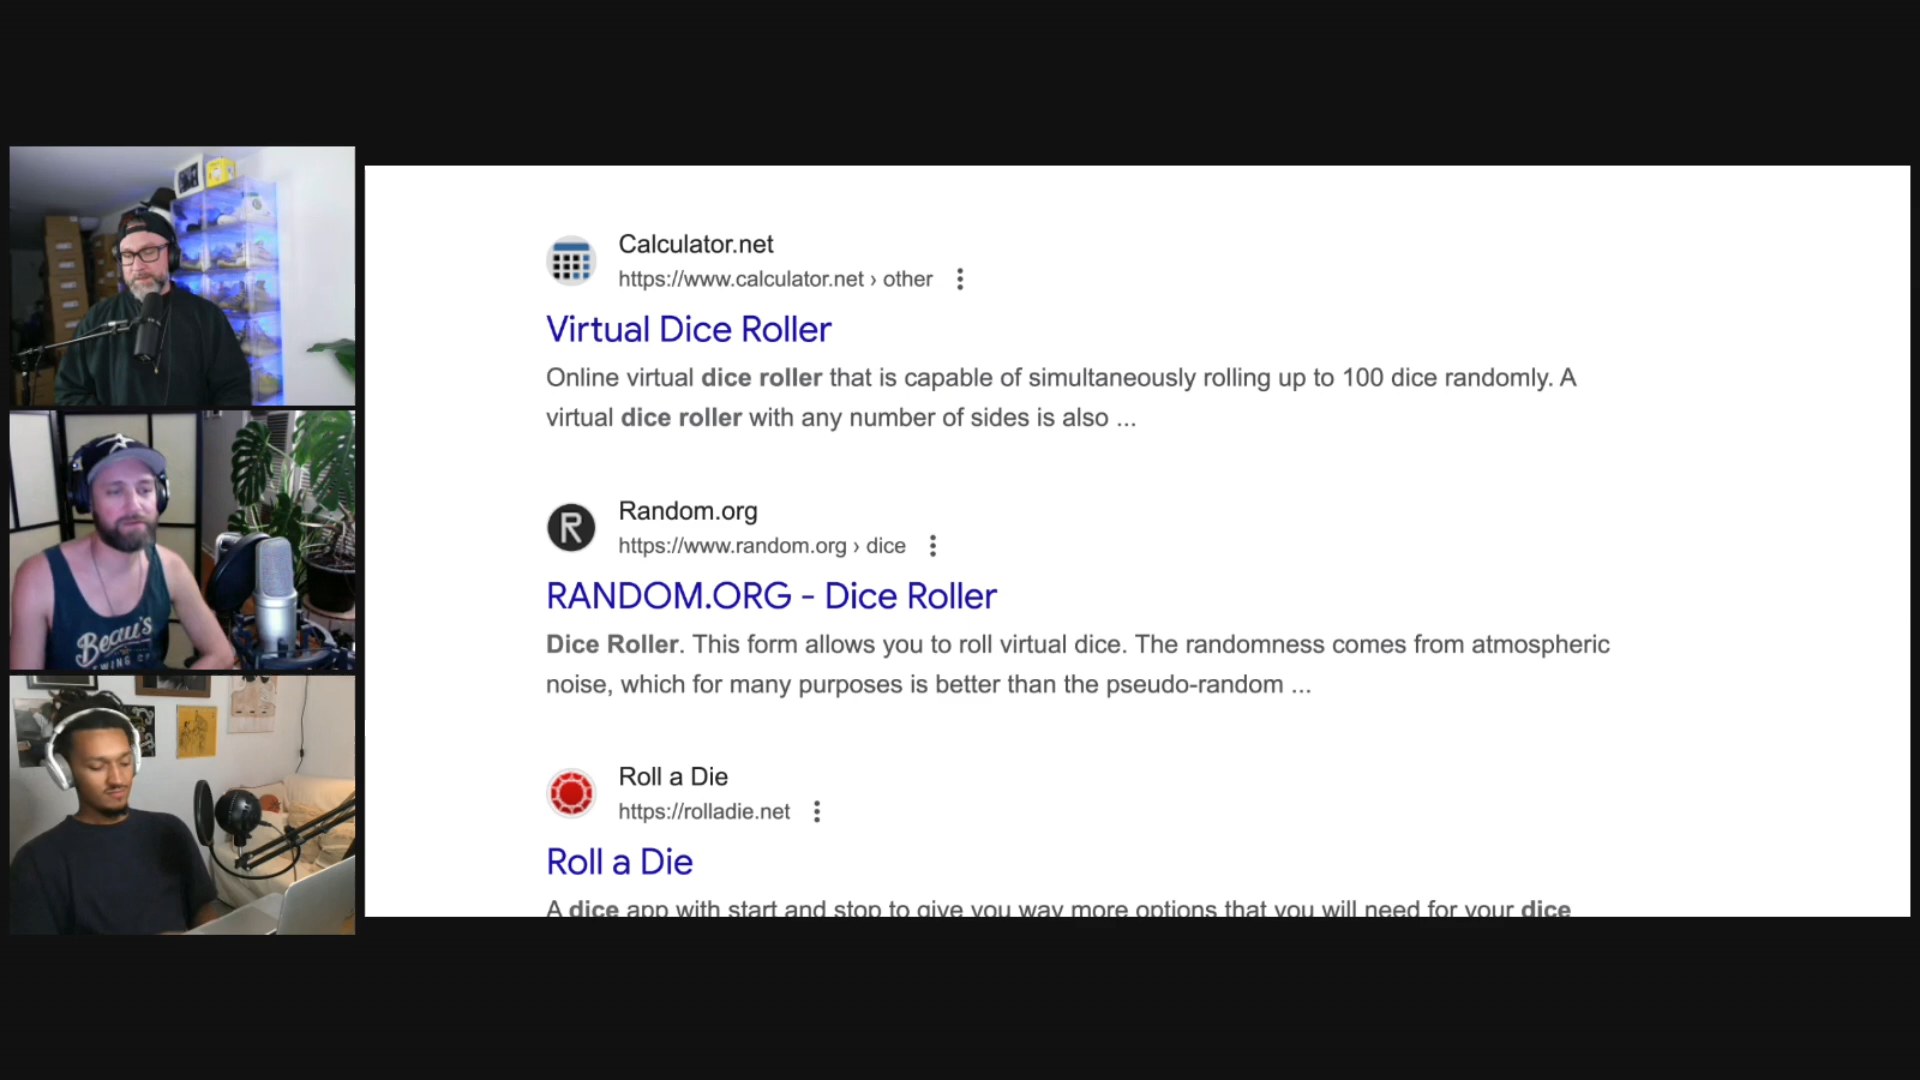 Calculator.net
https://www.calculator.net › other
Virtual Dice Roller
Online virtual dice roller that is capable of simultaneously rolling up to 100 dice randomly. A
virtual dice roller with any number of sides is also ...
R
Random.org
https://www.random.org › dice
RANDOM.ORG - Dice Roller
Dice Roller. This form allows you to roll virtual dice. The randomness comes from atmospheric
noise, which for many purposes is better than the pseudo-random ...
Roll a Die
https://rolladie.net
Roll a Die
A dice app with start and stop to give you way more options that you will need for your dice
Beau's